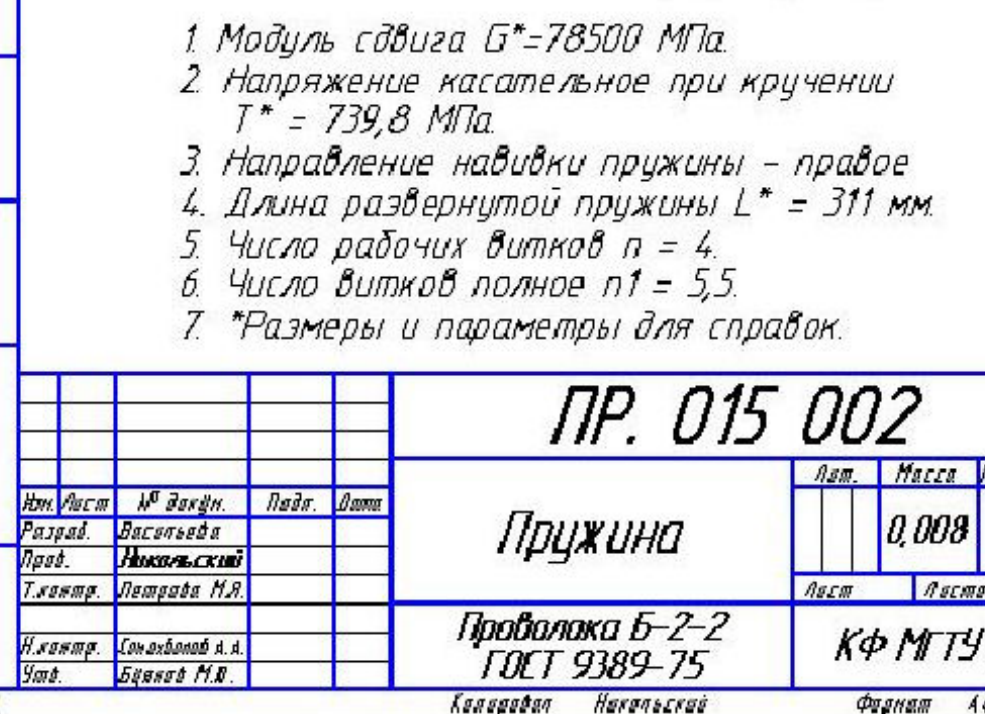 1. Модуль сдвига G*=78500 МПа.
2. Напряжение касательное при кручении
T* = 739,8 МПа.
3. Направление навивки пружины – правое
4. Длина развернутой пружины L* = 311 мм.
5. Число рабочих витков n = 4.
6. Число витков полное n1 = 5,5.
7. *Размеры и параметры для справок.
ПР. 015 002
Лит. Масса
Изм. Лист № докум. Подп. Дата
Разраб. Васильева
Пружина
0,008
Пров. Никольский
Т.контр. Петрова М.Я.
Лист
Проволока Б-2-2
ГОСТ 9389-75
КФ МГТУ
Н.контр. А.А.
Утв. М.В.
Копировал Никольский Формат